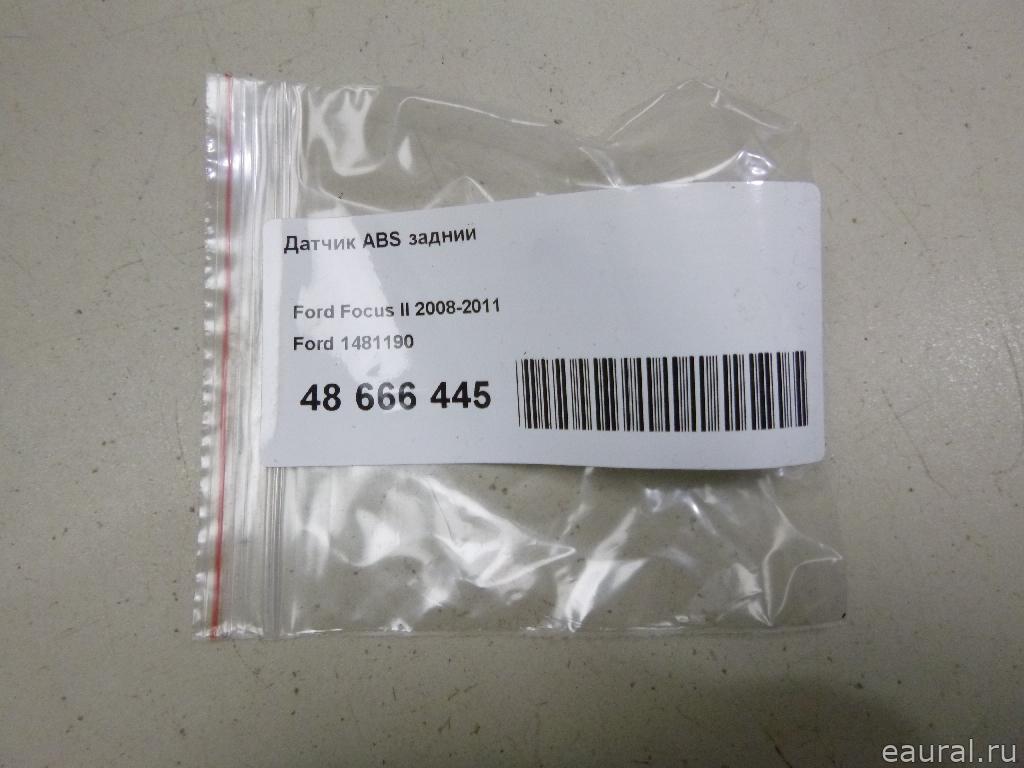 Датчик ABS задний
Ford Focus II 2008-2011
Ford 1481190
48 666 445
eaural.ru